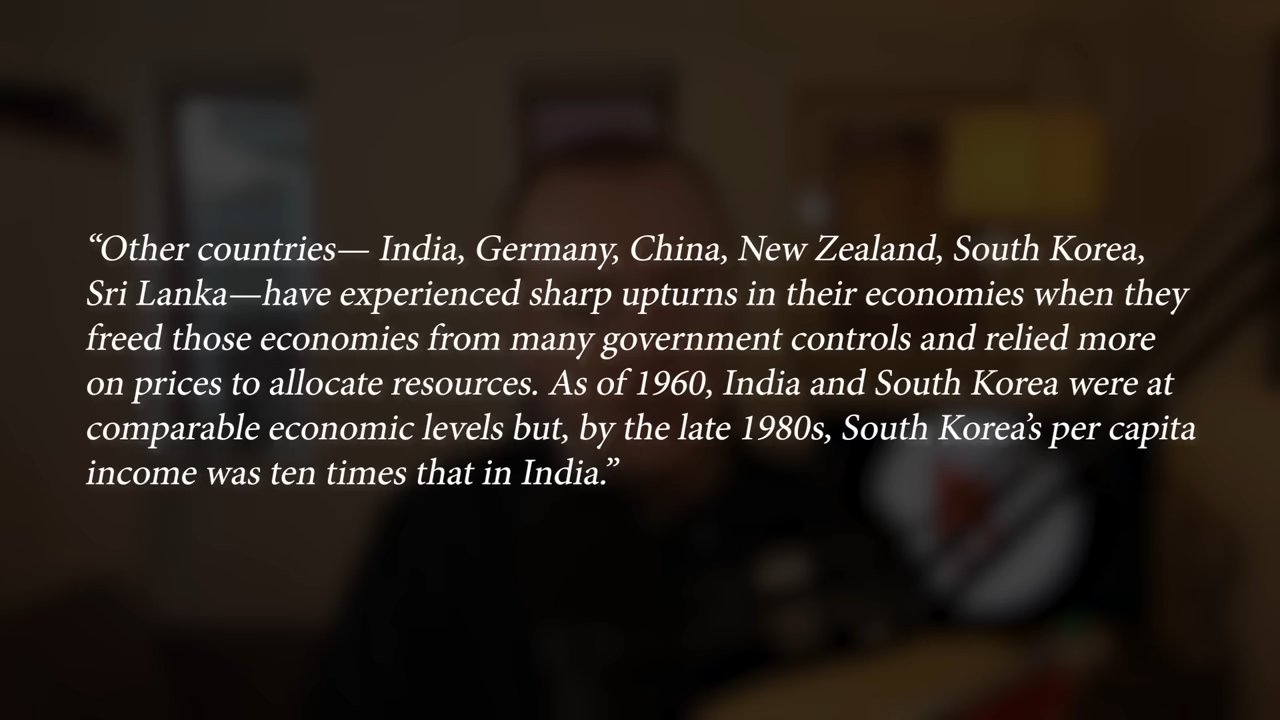 “Other countries— India, Germany, China, New Zealand, South Korea,
Sri Lanka—have experienced sharp upturns in their economies when they
freed those economies from many government controls and relied more
on prices to allocate resources. As of 1960, India and South Korea were at
comparable economic levels but, by the late 1980s, South Korea’s per capita
income was ten times that in India.”